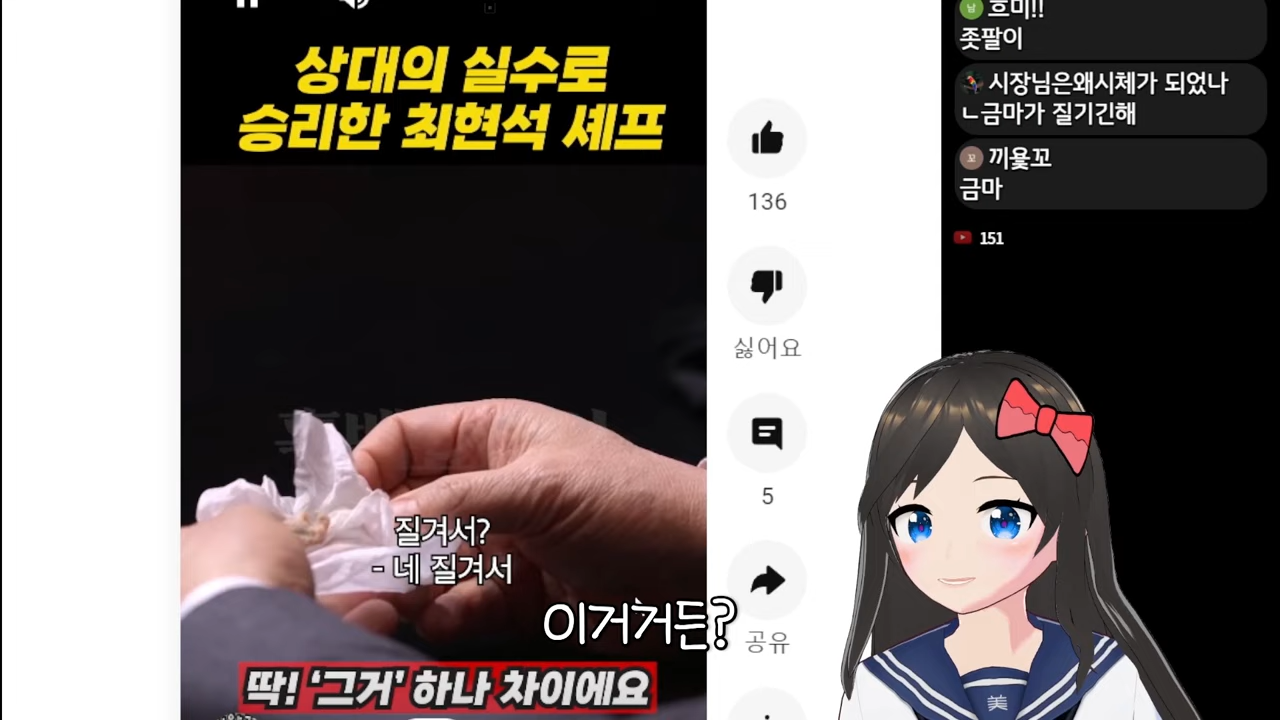 상대의 실수로
승리한 최현석 셰프
질겨서?
- 네 질겨서
딱! ‘그거’ 하나 차이에요
이거거든?
136
싫어요
5
공유
남 흐미!!
좃팔이
시장님은왜시체가 되었나
ㄴ금마가 질기긴해
꼬 끼욫꼬
금마
151
美